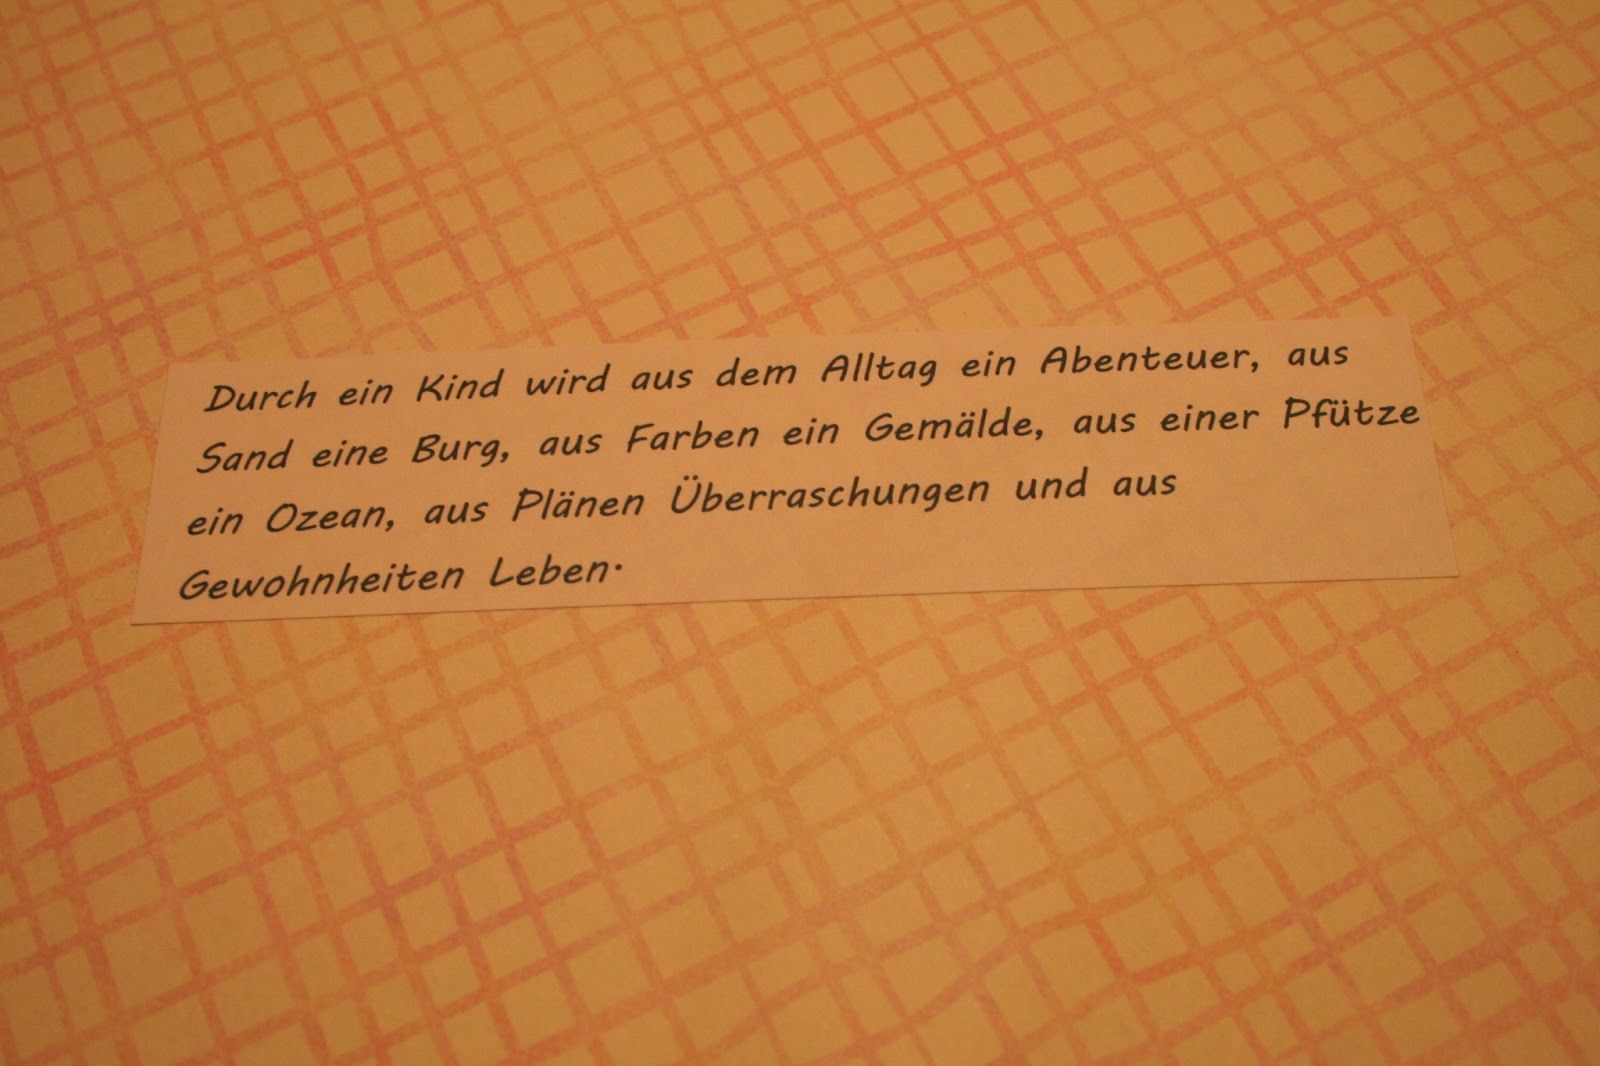 Durch ein Kind wird aus dem Alltag ein Abenteuer, aus
Sand eine Burg, aus Farben ein Gemälde, aus einer Pfütze
ein Ozean, aus Plänen Überraschungen und aus
Gewohnheiten Leben.